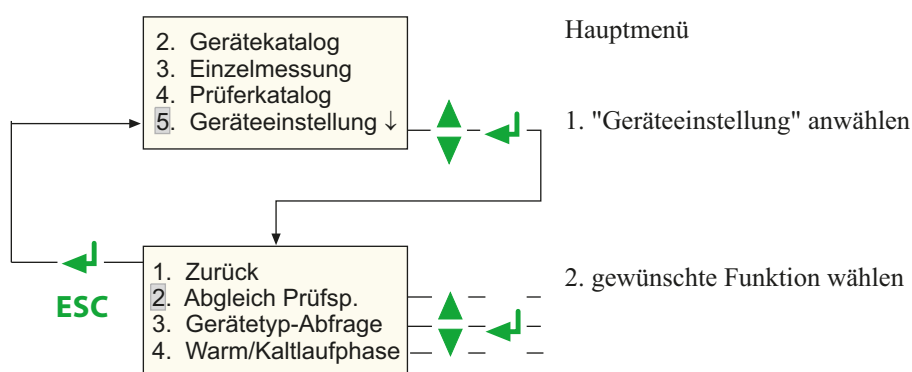 2. Gerätekatalog
3. Einzelmessung
4. Prüferkatalog
5. Geräteeinstellung ↓
Hauptmenü
1. "Geräteeinstellung" anwählen
ESC
1. Zurück
2. Abgleich Prüfsp.
3. Gerätetyp-Abfrage
4. Warm/Kaltlaufphase
2. gewünschte Funktion wählen